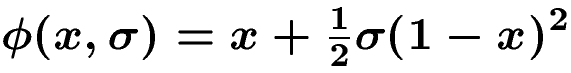 ϕ(x, σ) = x + ½σ(1 − x)²